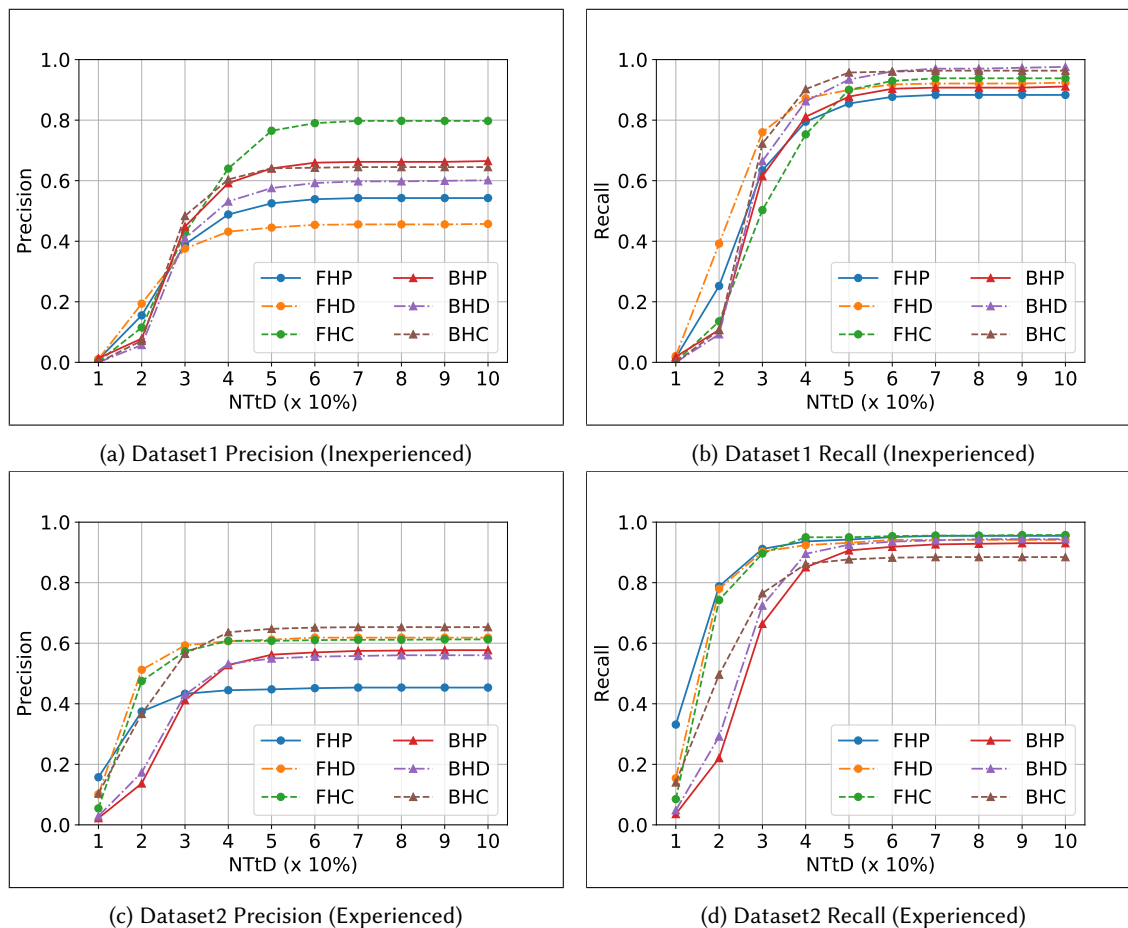 1.0
0.8
0.6
0.4
0.2
0.0
Precision
FHP BHP
FHD BHD
FHC BHC
1 2 3 4 5 6 7 8 9 10
NTtD (x 10%)
(a) Dataset1 Precision (Inexperienced)
1.0
0.8
0.6
0.4
0.2
0.0
Recall
FHP BHP
FHD BHD
FHC BHC
1 2 3 4 5 6 7 8 9 10
NTtD (x 10%)
(b) Dataset1 Recall (Inexperienced)
1.0
0.8
0.6
0.4
0.2
0.0
Precision
FHP BHP
FHD BHD
FHC BHC
1 2 3 4 5 6 7 8 9 10
NTtD (x 10%)
(c) Dataset2 Precision (Experienced)
1.0
0.8
0.6
0.4
0.2
0.0
Recall
FHP BHP
FHD BHD
FHC BHC
1 2 3 4 5 6 7 8 9 10
NTtD (x 10%)
(d) Dataset2 Recall (Experienced)